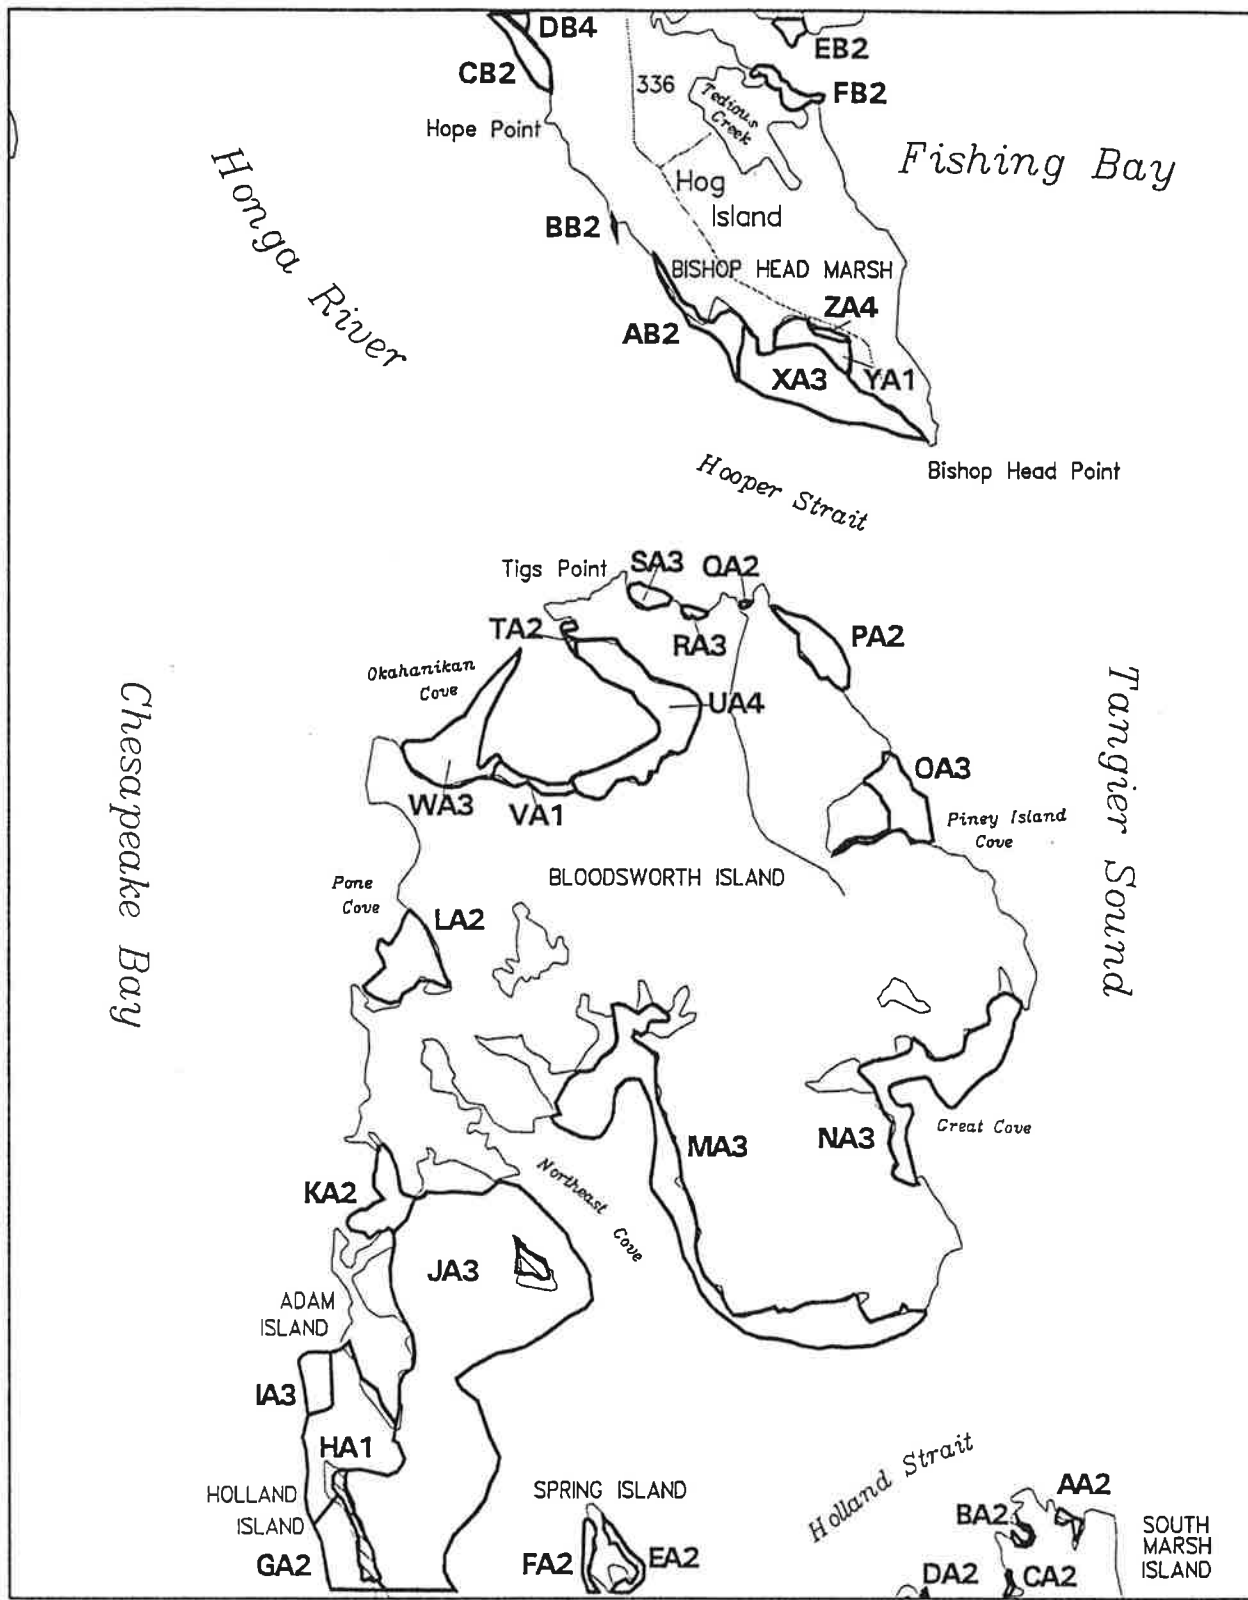 DB4
EB2
CB2
336
FB2
Tedious
Creek
Hope Point
Honga River
Fishing Bay
Hog
Island
BB2
BISHOP HEAD MARSH
ZA4
AB2
XA3
YA1
Hooper Strait
Bishop Head Point
Tigs Point
SA3
QA2
TA2
RA3
PA2
Okahanikan
Cove
UA4
Chesapeake Bay
Tangier Sound
OA3
WA3
VA1
Piney Island
Cove
BLOODSWORTH ISLAND
Pone
Cove
LA2
MA3
NA3
Great Cove
KA2
Northeast Cove
JA3
ADAM
ISLAND
IA3
HA1
Holland Strait
HOLLAND
ISLAND
SPRING ISLAND
AA2
BA2
SOUTH
MARSH
ISLAND
GA2
FA2
EA2
DA2
CA2